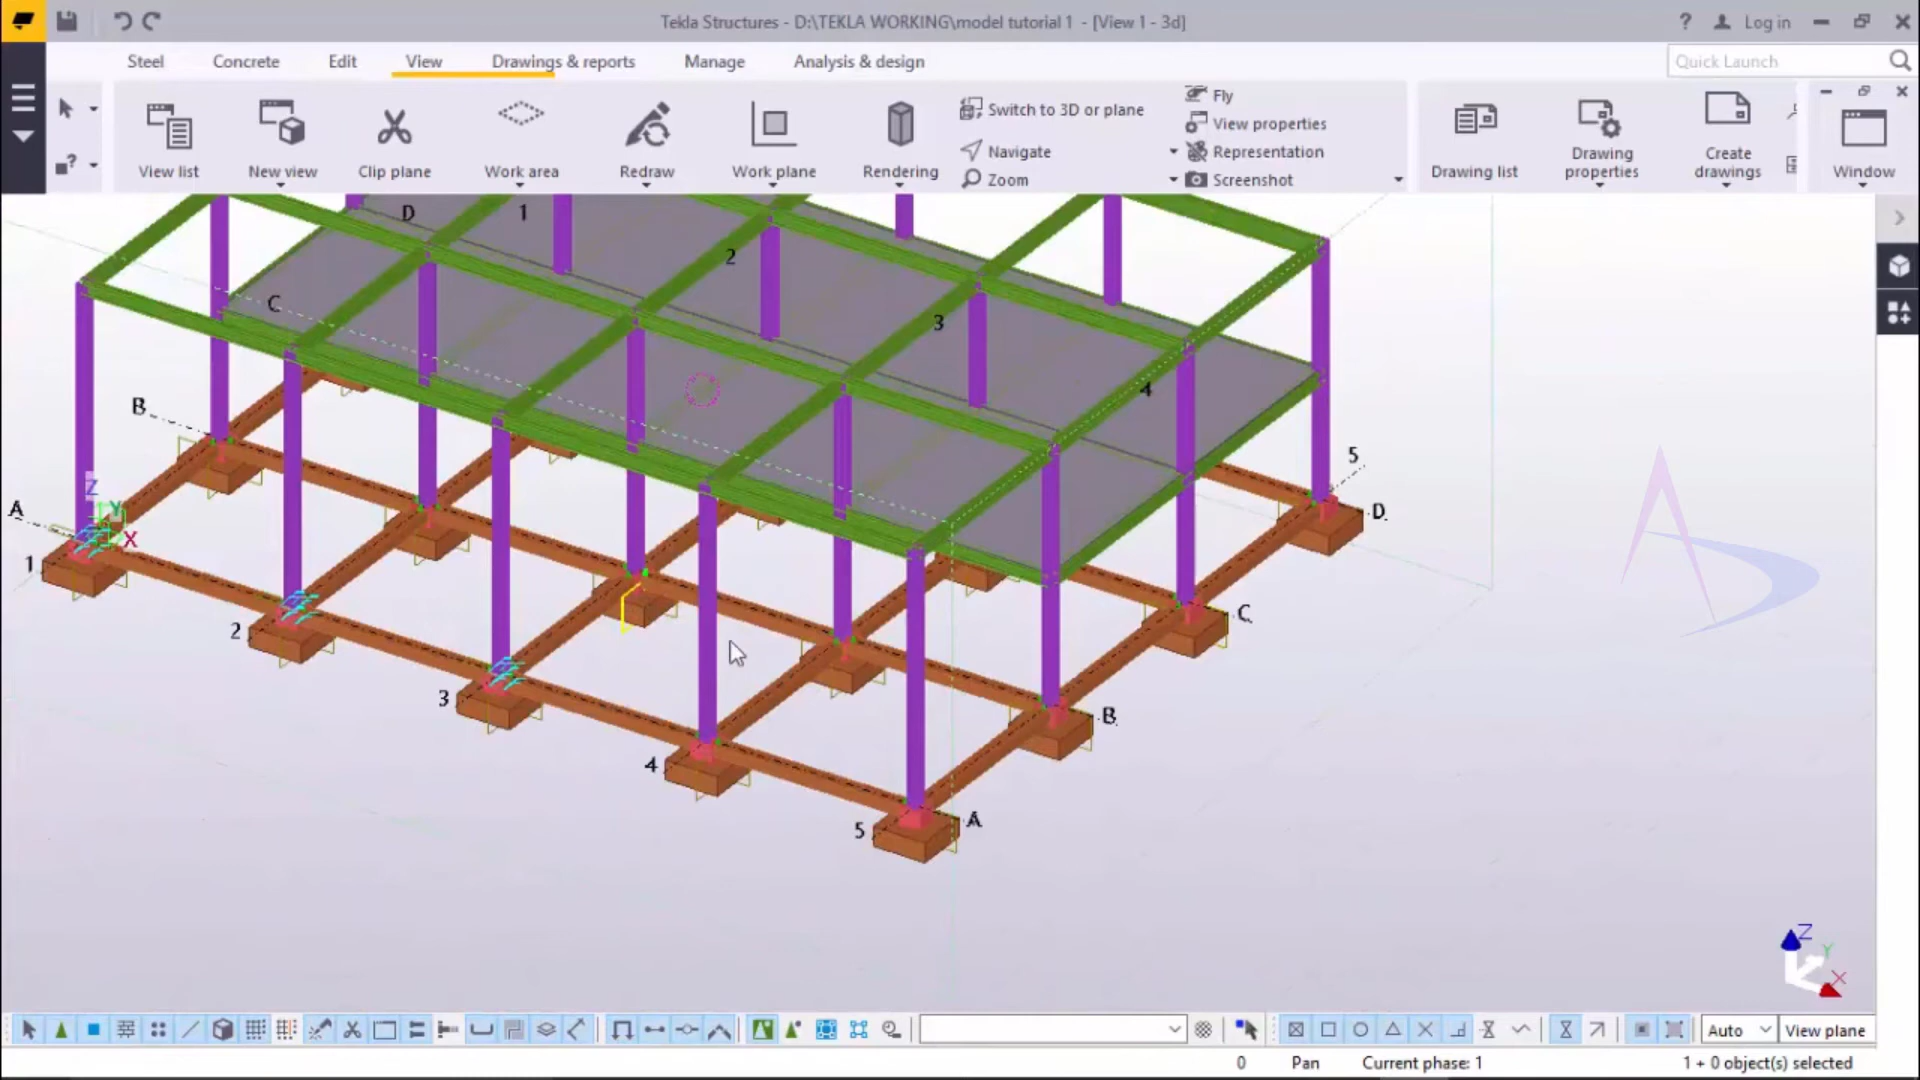 Tekla Structures - D:\TEKLA WORKING\model tutorial 1 - [View 1 - 3d]
? Log in
Steel Concrete Edit View Drawings & reports Manage Analysis & design
Quick Launch
View list
New view
Clip plane
Work area
Redraw
Work plane
Rendering
Switch to 3D or plane
Navigate
Zoom
Fly
View properties
Representation
Screenshot
Drawing list
Drawing properties
Create drawings
Window
D 1
2
C
3
4
B
5
A
Z
Y
X
D
1
C
2
3
B
4
A
5
Z
Y
X
Auto
View plane
0
Pan
Current phase: 1
1 + 0 object(s) selected